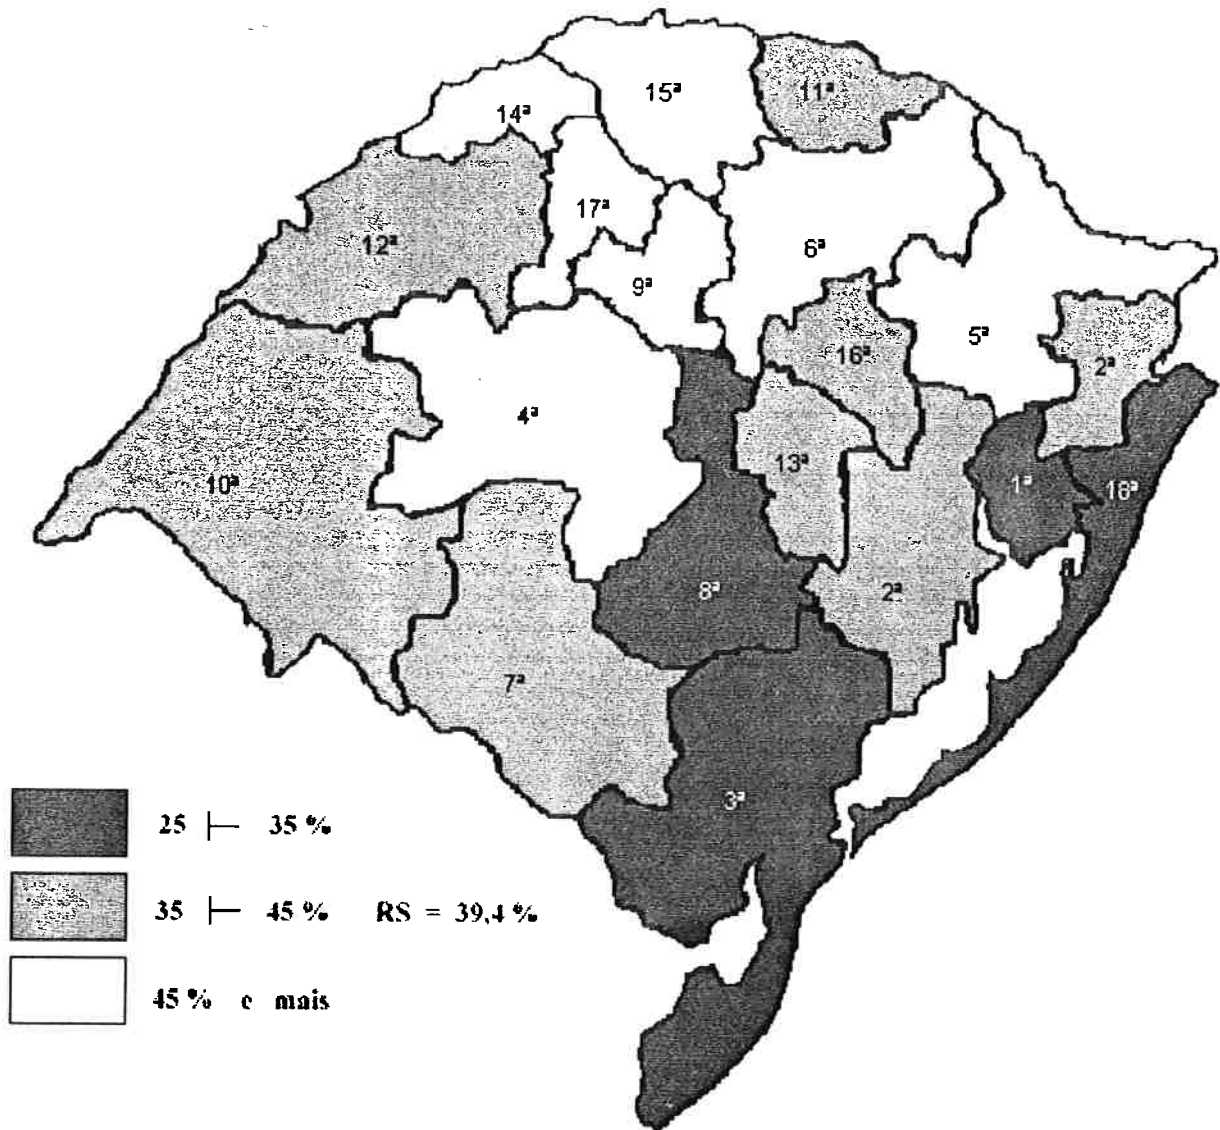 15ª
11ª
14ª
17ª
12ª
6ª
9ª
5ª
16ª
2ª
4ª
13ª
10ª
1ª
18ª
8ª
2ª
7ª
3ª
25 ⊢ 35 %
35 ⊢ 45 % RS = 39,4 %
45 % e mais